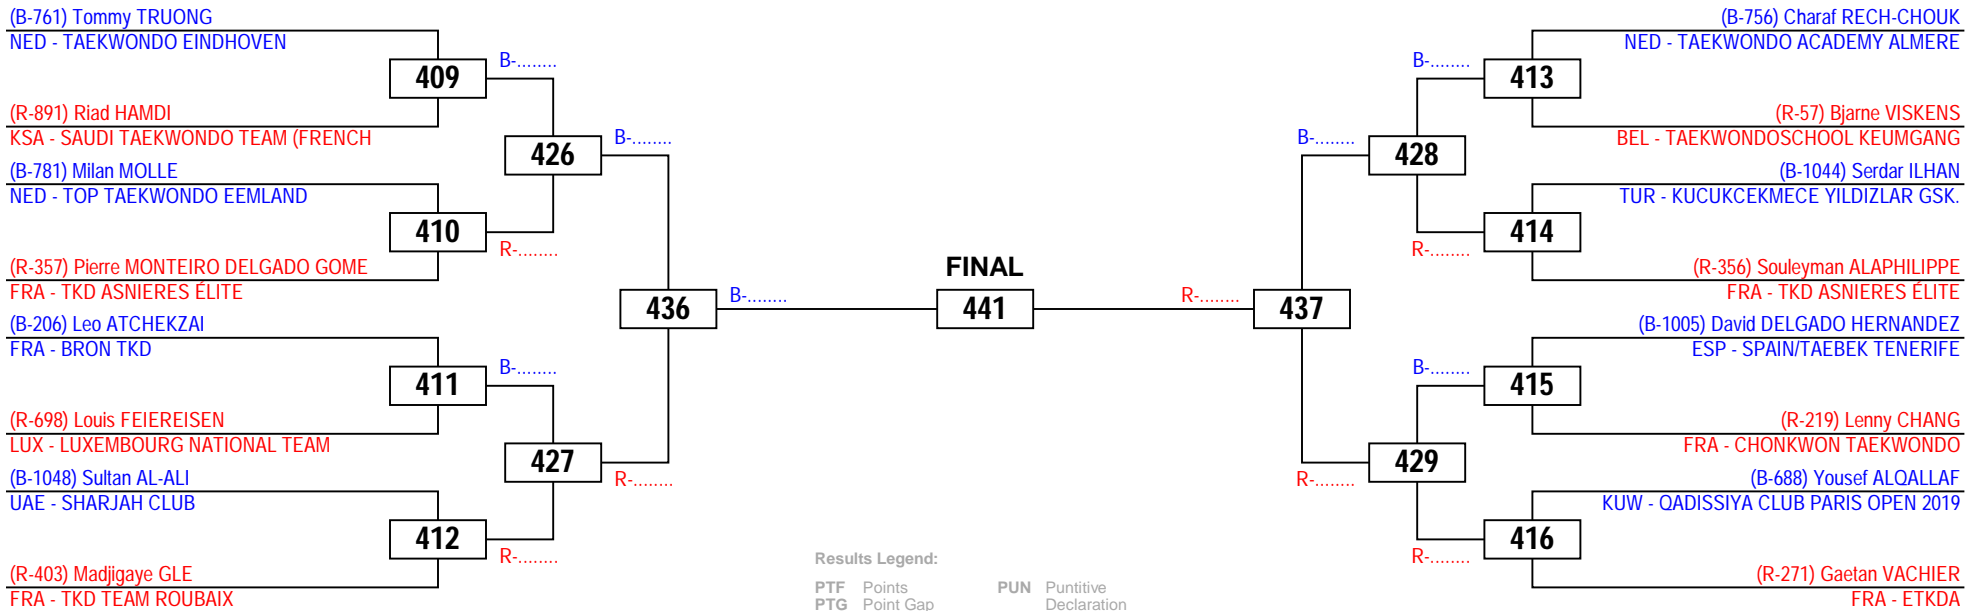 (B-761) Tommy TRUONG
NED - TAEKWONDO EINDHOVEN
409
B-........
(R-891) Riad HAMDI
KSA - SAUDI TAEKWONDO TEAM (FRENCH
426
B-........
(B-781) Milan MOLLE
NED - TOP TAEKWONDO EEMLAND
410
R-........
(R-357) Pierre MONTEIRO DELGADO GOME
FRA - TKD ASNIERES ÉLITE
436
B-........
(B-206) Leo ATCHEKZAI
FRA - BRON TKD
411
B-........
(R-698) Louis FEIEREISEN
LUX - LUXEMBOURG NATIONAL TEAM
427
R-........
(B-1048) Sultan AL-ALI
UAE - SHARJAH CLUB
412
R-........
(R-403) Madjigaye GLE
FRA - TKD TEAM ROUBAIX
FINAL
441
(B-756) Charaf RECH-CHOUK
NED - TAEKWONDO ACADEMY ALMERE
B-........
413
(R-57) Bjarne VISKENS
BEL - TAEKWONDOSCHOOL KEUMGANG
B-........
428
(B-1044) Serdar ILHAN
TUR - KUCUKCEKMECE YILDIZLAR GSK.
414
R-........
(R-356) Souleyman ALAPHILIPPE
FRA - TKD ASNIERES ÉLITE
R-........
437
(B-1005) David DELGADO HERNANDEZ
ESP - SPAIN/TAEBEK TENERIFE
B-........
415
(R-219) Lenny CHANG
FRA - CHONKWON TAEKWONDO
429
R-........
(B-688) Yousef ALQALLAF
KUW - QADISSIYA CLUB PARIS OPEN 2019
416
R-........
(R-271) Gaetan VACHIER
FRA - ETKDA
Results Legend:
PTF Points PUN Puntitive
PTG Point Gap Declaration